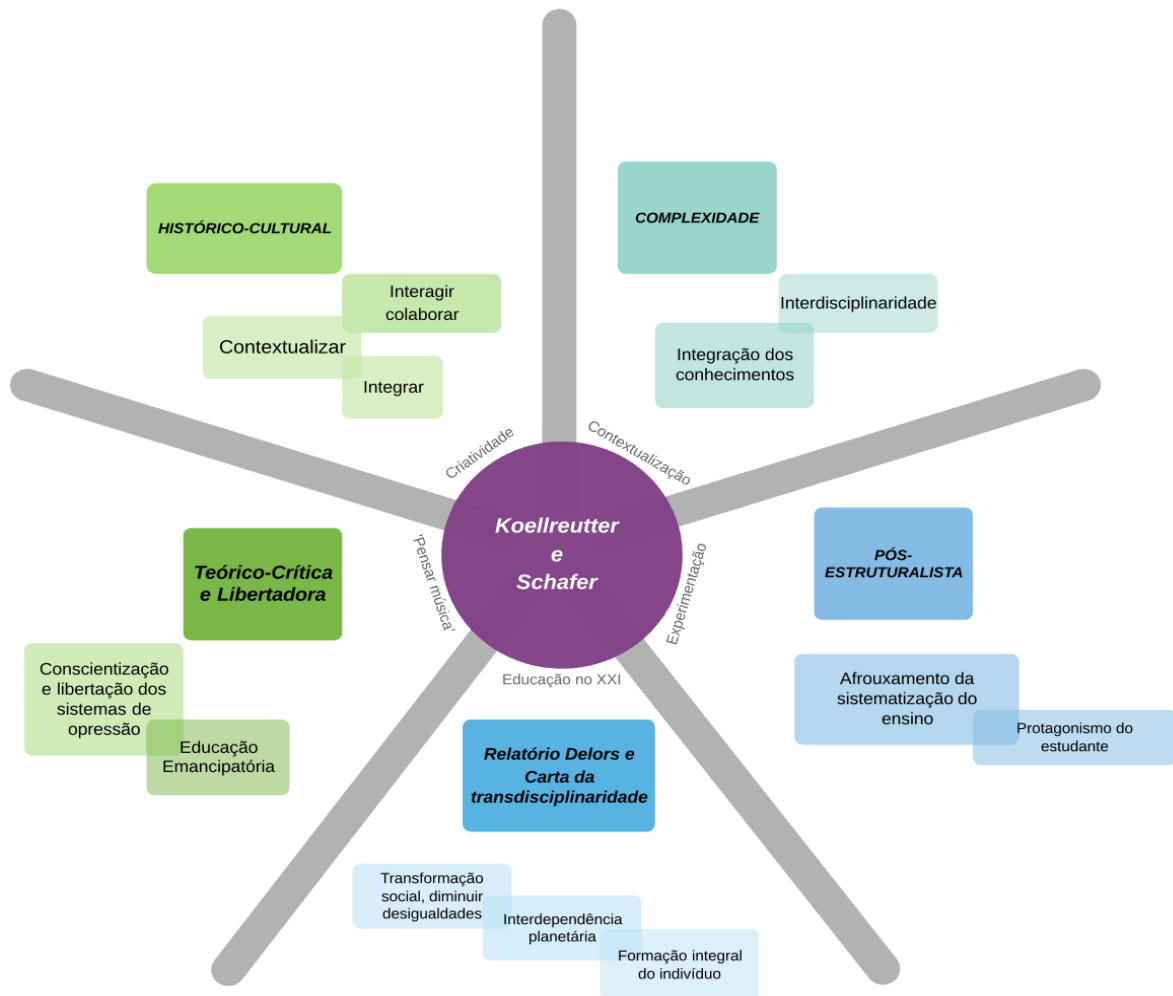 HISTÓRICO-CULTURAL
Interagir
colaborar
Contextualizar
Integrar
COMPLEXIDADE
Interdisciplinaridade
Integração dos
conhecimentos
Criatividade
Contextualização
Koellreutter
e
Schafer
'Pensar música'
Experimentação
Educação no XXI
Teórico-Crítica
e Libertadora
Conscientização
e libertação dos
sistemas de
opressão
Educação
Emancipatória
PÓS-
ESTRUTURALISTA
Afrouxamento da
sistematização do
ensino
Protagonismo do
estudante
Relatório Delors e
Carta da
transdisciplinaridade
Transformação
social, diminuir
desigualdades
Interdependência
planetária
Formação integral
do indivíduo